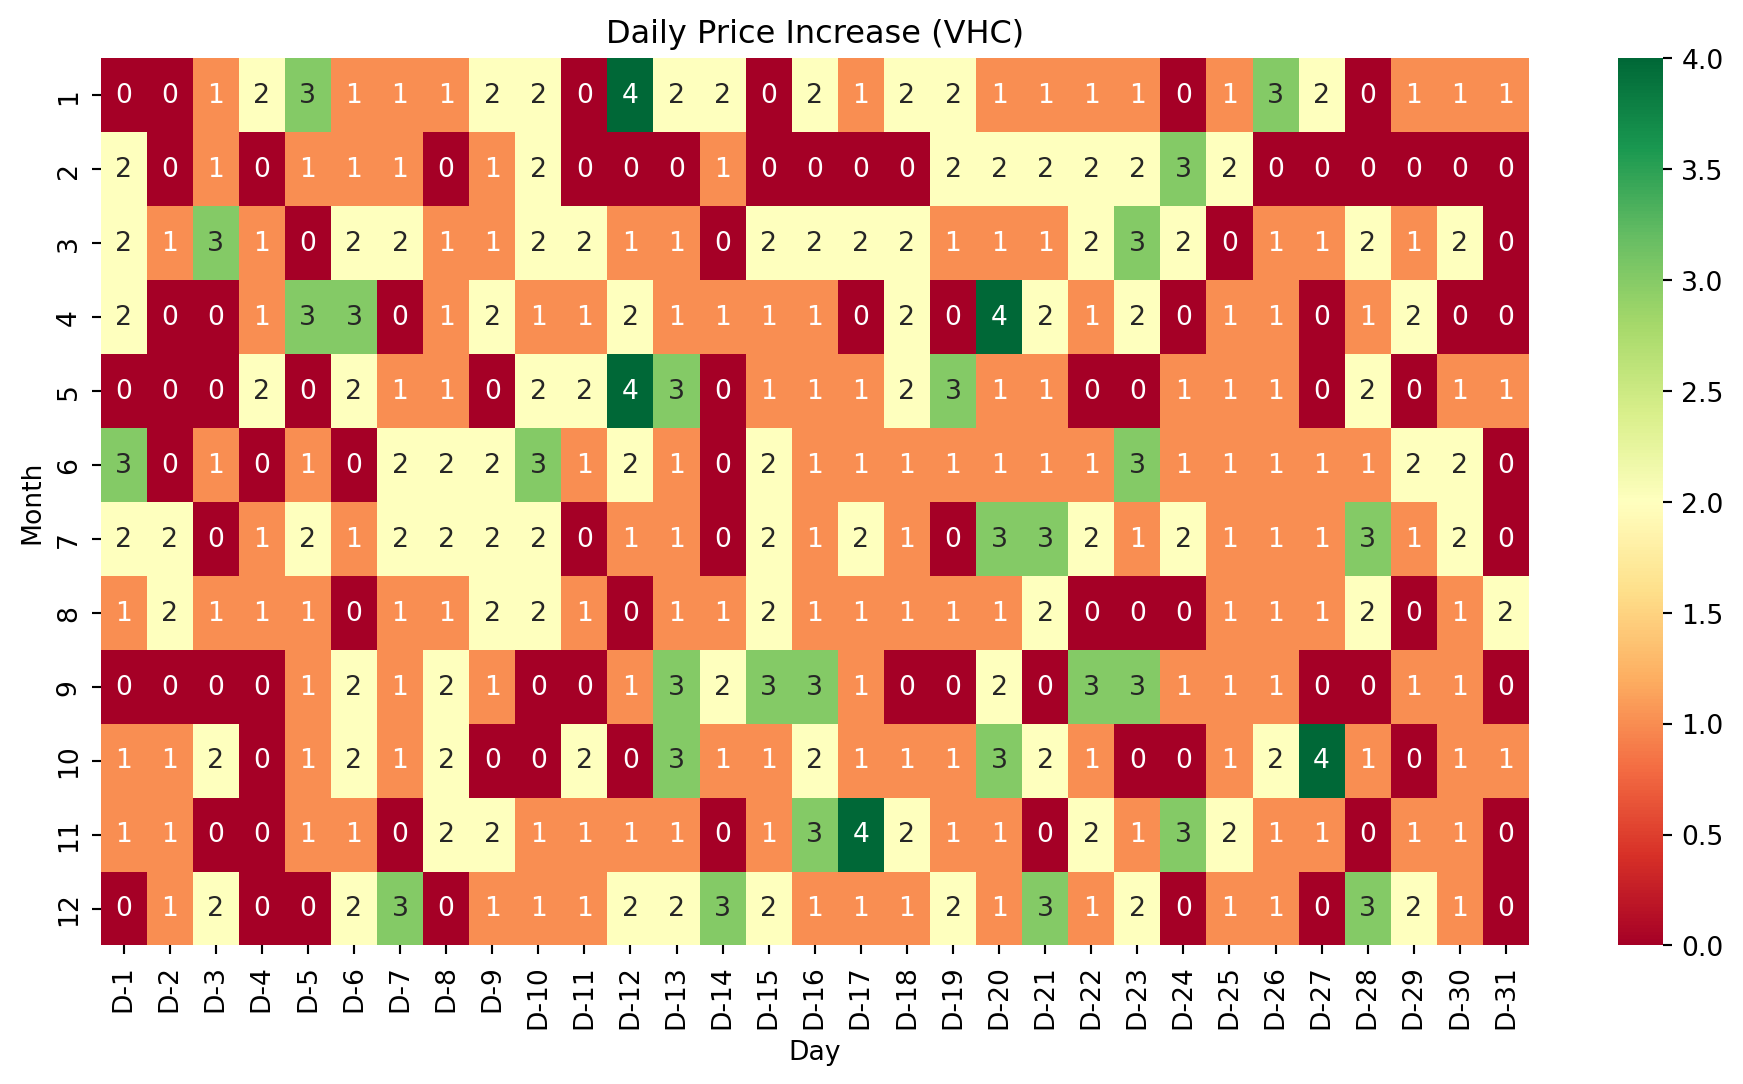 Daily Price Increase (VHC)
1 0 0 1 2 3 1 1 1 2 2 0 4 2 2 0 2 1 2 2 1 1 1 1 0 1 3 2 0 1 1 1
2 2 0 1 0 1 1 1 0 1 2 0 0 0 1 0 0 0 0 2 2 2 2 2 3 2 0 0 0 0 0 0
3 2 1 3 1 0 2 2 1 1 2 2 1 1 0 2 2 2 2 1 1 1 2 3 2 0 1 1 2 1 2 0
4 2 0 0 1 3 3 0 1 2 1 1 2 1 1 1 1 0 2 0 4 2 1 2 0 1 1 0 1 2 0 0
5 0 0 0 2 0 2 1 1 0 2 2 4 3 0 1 1 1 2 3 1 1 0 0 1 1 1 0 2 0 1 1
6 3 0 1 0 1 0 2 2 2 3 1 2 1 0 2 1 1 1 1 1 1 1 3 1 1 1 1 1 2 2 0
7 2 2 0 1 2 1 2 2 2 2 0 1 1 0 2 1 2 1 0 3 3 2 1 2 1 1 1 3 1 2 0
8 1 2 1 1 1 0 1 1 2 2 1 0 1 1 2 1 1 1 1 1 2 0 0 0 1 1 1 2 0 1 2
9 0 0 0 0 1 2 1 2 1 0 0 1 3 2 3 3 1 0 0 2 0 3 3 1 1 1 0 0 1 1 0
10 1 1 2 0 1 2 1 2 0 0 2 0 3 1 1 2 1 1 1 3 2 1 0 0 1 2 4 1 0 1 1
11 1 1 0 0 1 1 0 2 2 1 1 1 1 0 1 3 4 2 1 1 0 2 1 3 2 1 1 0 1 1 0
12 0 1 2 0 0 2 3 0 1 1 1 2 2 3 2 1 1 1 2 1 3 1 2 0 1 1 0 3 2 1 0
Month
D-1 D-2 D-3 D-4 D-5 D-6 D-7 D-8 D-9 D-10 D-11 D-12 D-13 D-14 D-15 D-16 D-17 D-18 D-19 D-20 D-21 D-22 D-23 D-24 D-25 D-26 D-27 D-28 D-29 D-30 D-31
Day
4.0
3.5
3.0
2.5
2.0
1.5
1.0
0.5
0.0